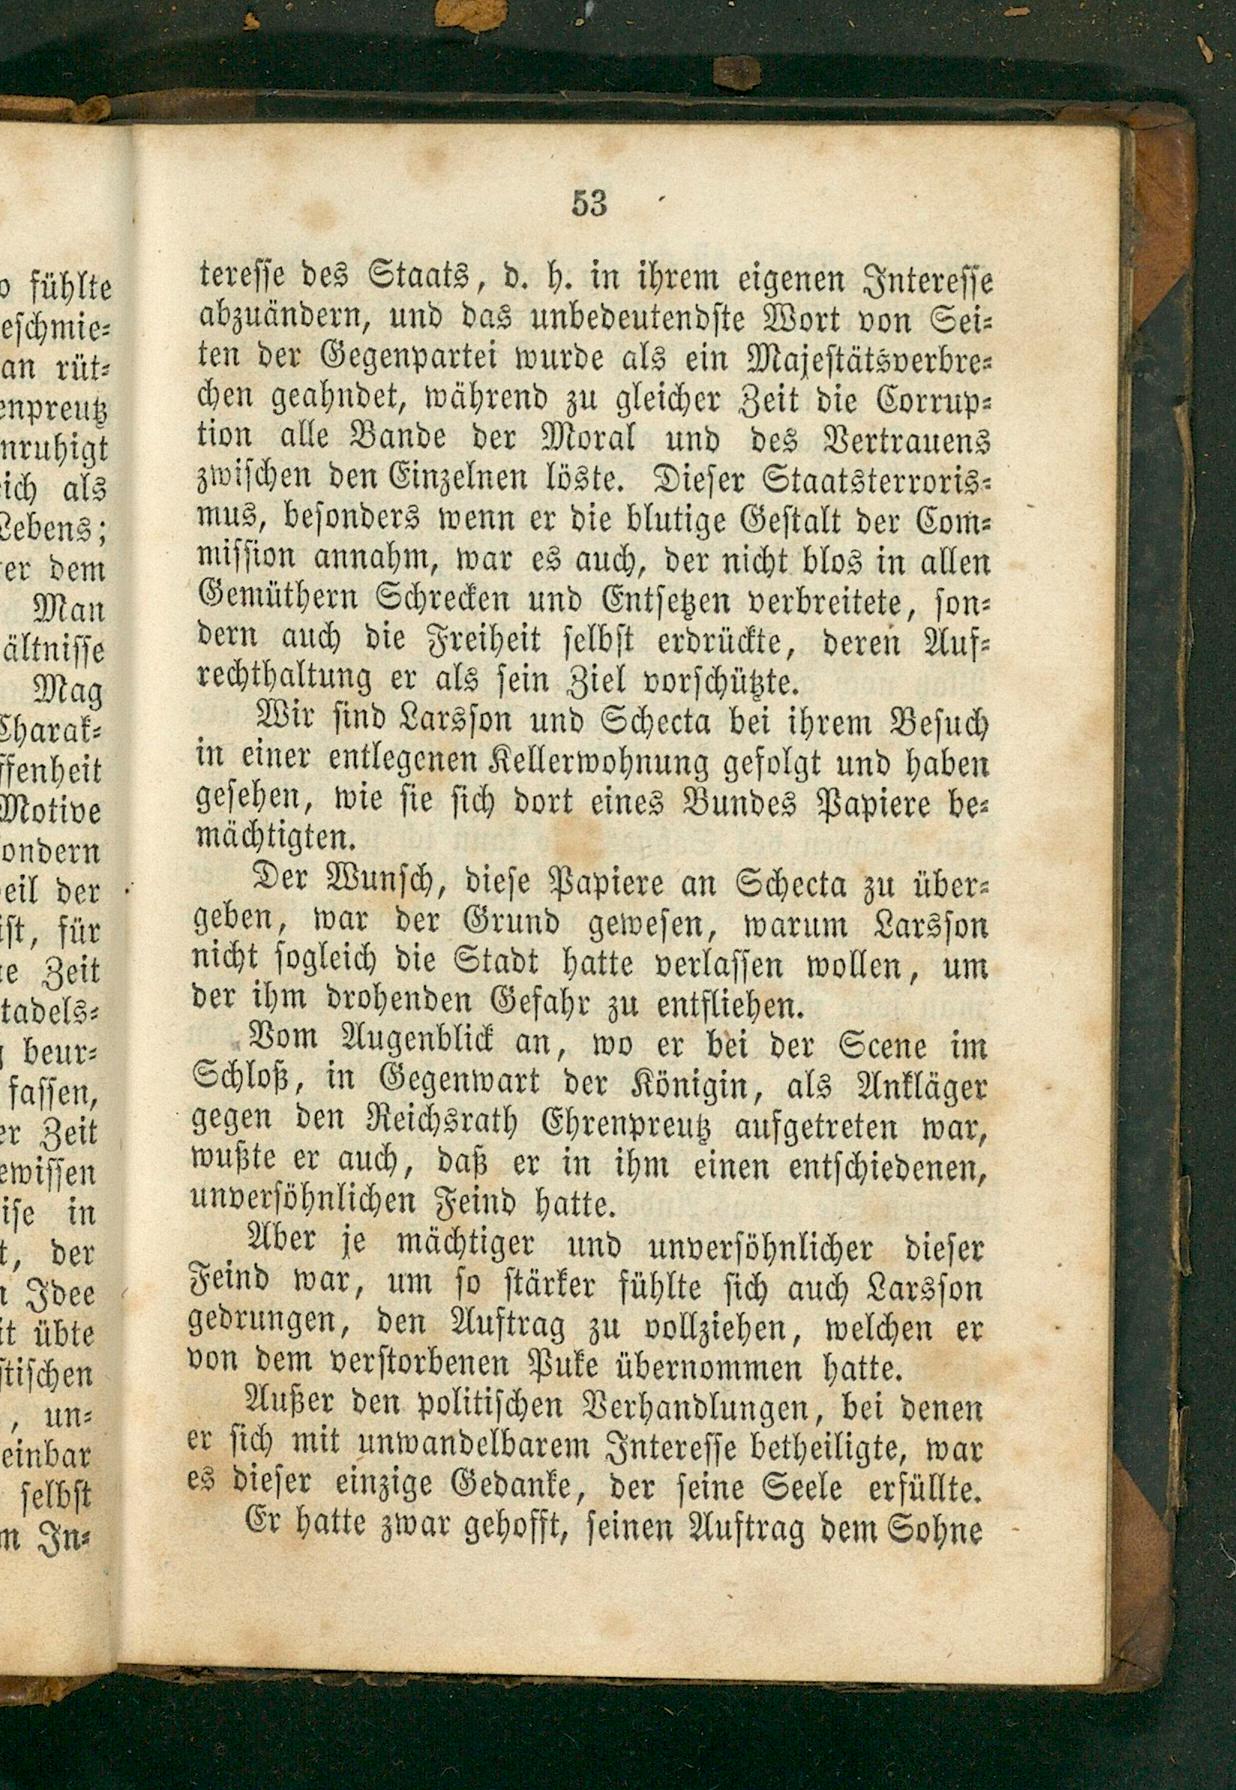 53
teresse des Staats, d. h. in ihrem eigenen Interesse
abzuändern, und das unbedeutendste Wort von Sei-
ten der Gegenpartei wurde als ein Majestätsverbre-
chen geahndet, während zu gleicher Zeit die Corrup-
tion alle Bande der Moral und des Vertrauens
zwischen den Einzelnen löste. Dieser Staatsterroris-
mus, besonders wenn er die blutige Gestalt der Com-
mission annahm, war es auch, der nicht blos in allen
Gemüthern Schrecken und Entsetzen verbreitete, son-
dern auch die Freiheit selbst erdrückte, deren Auf-
rechthaltung er als sein Ziel vorschützte.
Wir sind Larsson und Schecta bei ihrem Besuch
in einer entlegenen Kellerwohnung gefolgt und haben
gesehen, wie sie sich dort eines Bundes Papiere be-
mächtigten.
Der Wunsch, diese Papiere an Schecta zu über-
geben, war der Grund gewesen, warum Larsson
nicht sogleich die Stadt hatte verlassen wollen, um
der ihm drohenden Gefahr zu entfliehen.
Vom Augenblick an, wo er bei der Scene im
Schloß, in Gegenwart der Königin, als Ankläger
gegen den Reichsrath Ehrenpreutz aufgetreten war,
wußte er auch, daß er in ihm einen entschiedenen,
unversöhnlichen Feind hatte.
Aber je mächtiger und unversöhnlicher dieser
Feind war, um so stärker fühlte sich auch Larsson
gedrungen, den Auftrag zu vollziehen, welchen er
von dem verstorbenen Puke übernommen hatte.
Außer den politischen Verhandlungen, bei denen
er sich mit unwandelbarem Interesse betheiligte, war
es dieser einzige Gedanke, der seine Seele erfüllte.
Er hatte zwar gehofft, seinen Auftrag dem Sohne